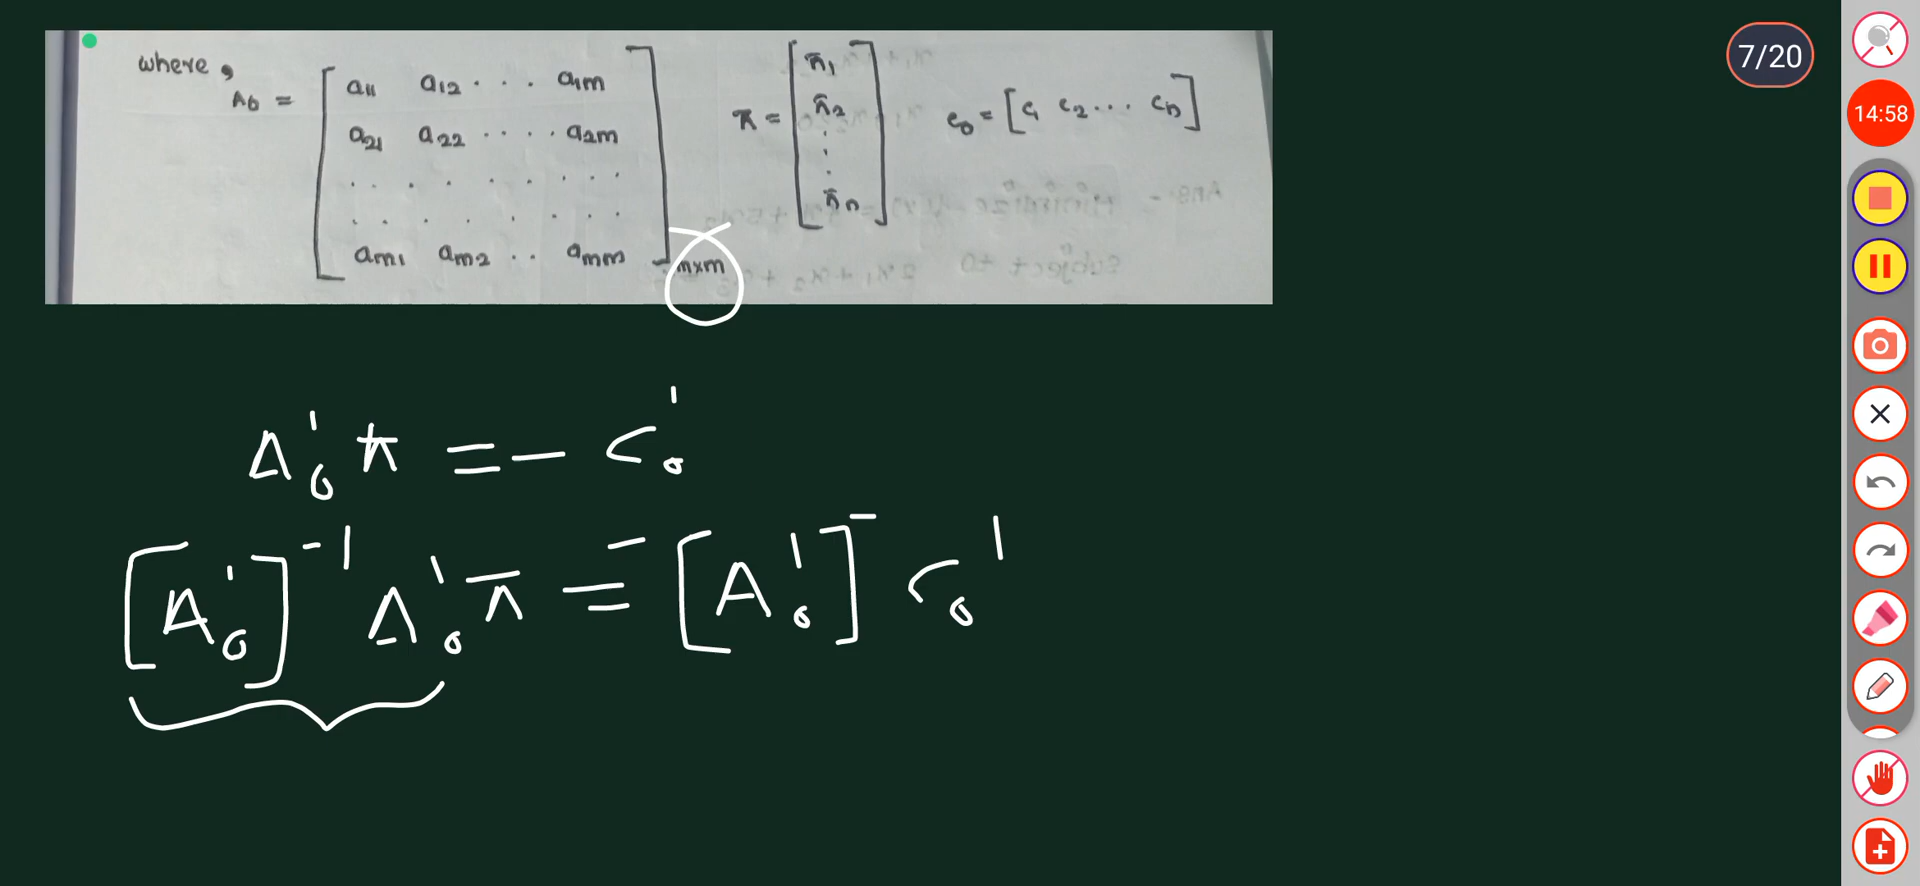 where, A₀ = [ a₁₁ a₁₂ . . . a₁m ] π = [ π₁ ] c₀ = [c₁ c₂ ... cn]
a₂₁ a₂₂ . . . . a₂m π₂
. . . . . . . . . .
. . . . . . . . πn
am₁ am₂ .. amm m×m
7/20
14:58
A₀' π = - c₀'
[A₀']⁻¹ A₀' π = - [A₀']⁻ c₀'